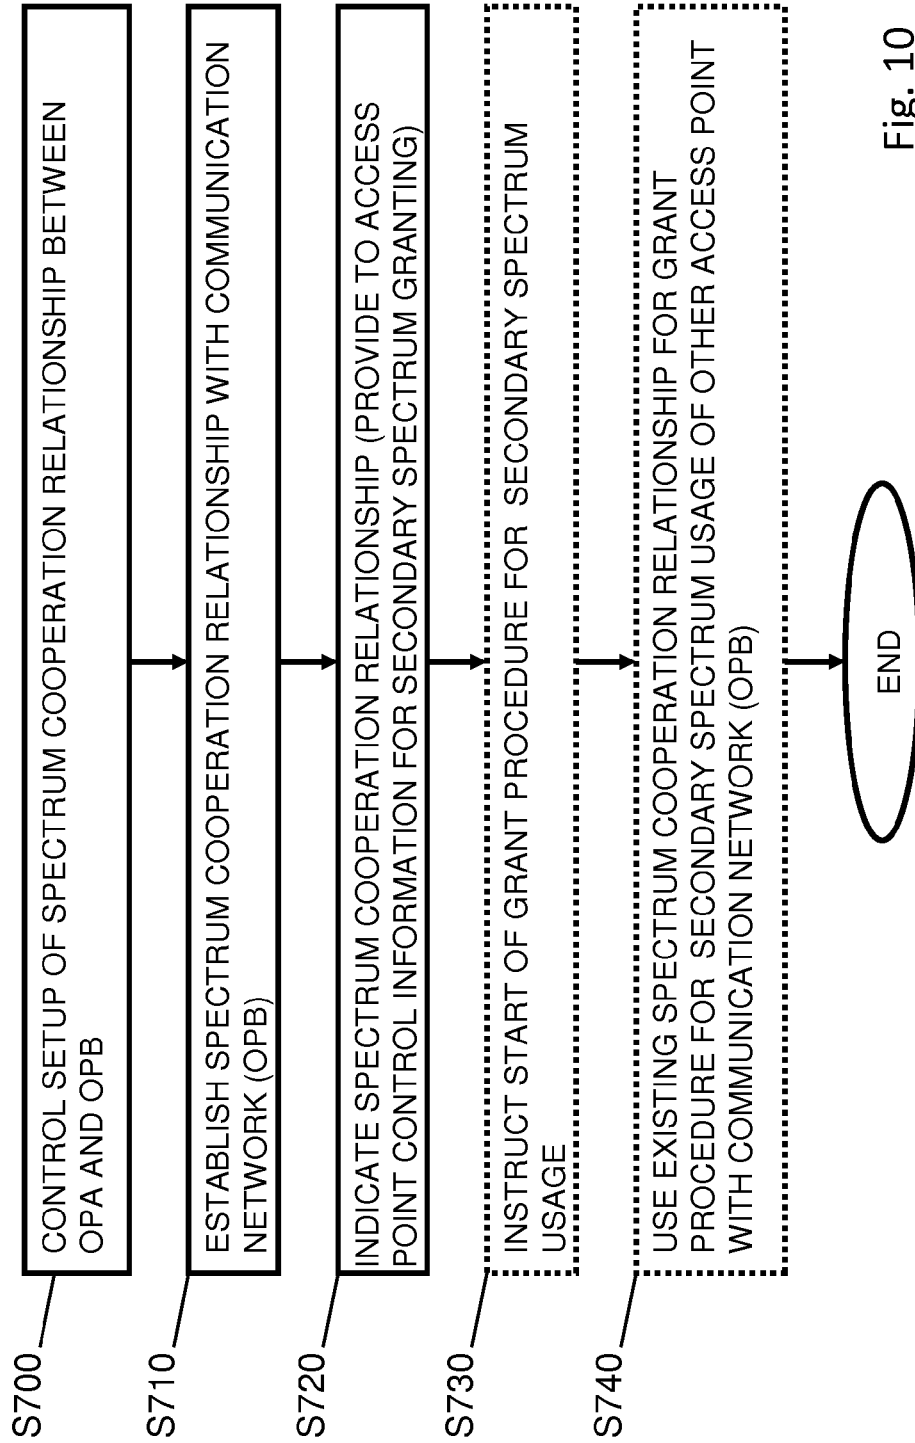 S700
CONTROL SETUP OF SPECTRUM COOPERATION RELATIONSHIP BETWEEN
OPA AND OPB
S710
ESTABLISH SPECTRUM COOPERATION RELATIONSHIP WITH COMMUNICATION
NETWORK (OPB)
S720
INDICATE SPECTRUM COOPERATION RELATIONSHIP (PROVIDE TO ACCESS
POINT CONTROL INFORMATION FOR SECONDARY SPECTRUM GRANTING)
S730
INSTRUCT START OF GRANT PROCEDURE FOR SECONDARY SPECTRUM
USAGE
S740
USE EXISTING SPECTRUM COOPERATION RELATIONSHIP FOR GRANT
PROCEDURE FOR SECONDARY SPECTRUM USAGE OF OTHER ACCESS POINT
WITH COMMUNICATION NETWORK (OPB)
END
Fig. 10